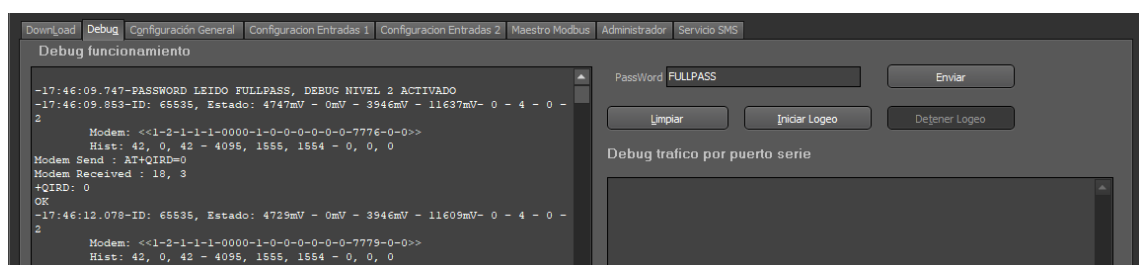 DownLoad Debug Configuración General Configuracion Entradas 1 Configuracion Entradas 2 Maestro Modbus Administrador Servicio SMS
Debug funcionamiento
-17:46:09.747-PASSWORD LEIDO FULLPASS, DEBUG NIVEL 2 ACTIVADO
-17:46:09.853-ID: 65535, Estado: 4747mV - 0mV - 3946mV - 11637mV- 0 - 4 - 0 -
2
Modem: <<1-2-1-1-1-0000-1-0-0-0-0-0-0-7776-0-0>>
Hist: 42, 0, 42 - 4095, 1555, 1554 - 0, 0, 0
Modem Send : AT+QIRD=0
Modem Received : 18, 3
+QIRD: 0
OK
-17:46:12.078-ID: 65535, Estado: 4729mV - 0mV - 3946mV - 11609mV- 0 - 4 - 0 -
2
Modem: <<1-2-1-1-1-0000-1-0-0-0-0-0-0-7779-0-0>>
Hist: 42, 0, 42 - 4095, 1555, 1554 - 0, 0, 0
PassWord FULLPASS Enviar
Limpiar Iniciar Logeo Detener Logeo
Debug trafico por puerto serie